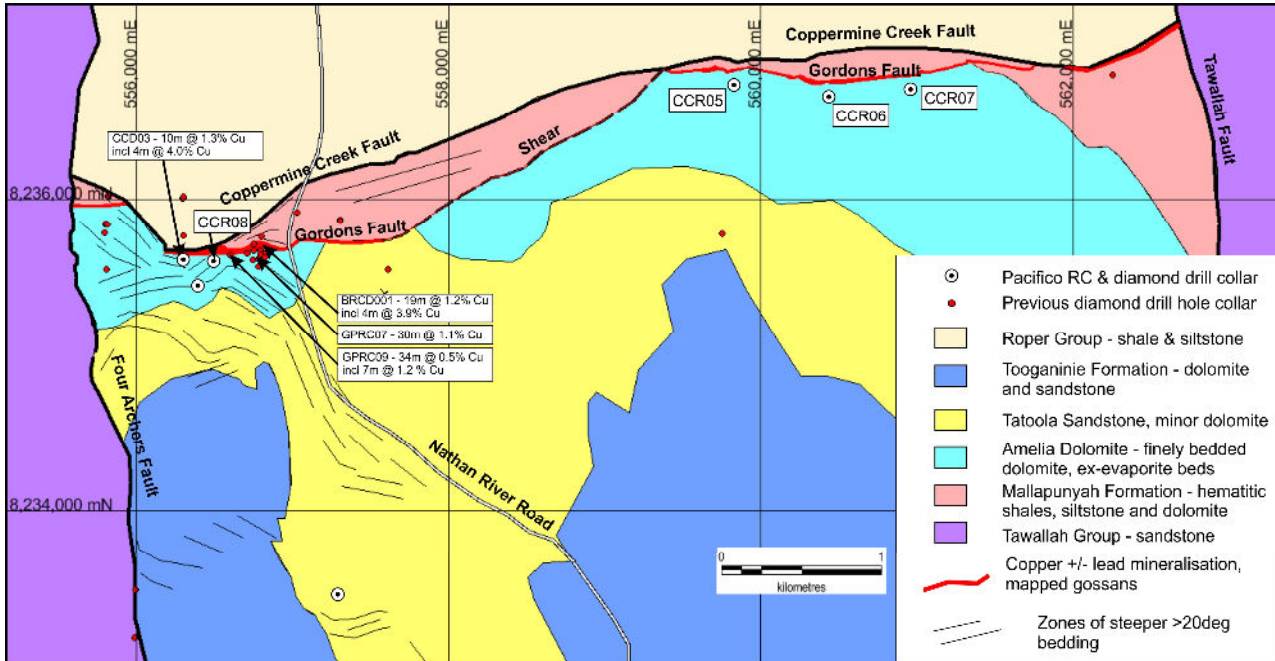 556,000 mE
558,000 mE
560,000 mE
562,000 mE
Coppermine Creek Fault
Gordons Fault
Tawallah Fault
CCR05
CCR06
CCR07
CCD03 - 10m @ 1.3% Cu
incl 4m @ 4.0% Cu
Coppermine Creek Fault
Shear
8,236,000 mN
CCR08
Gordons Fault
BRCD001 - 19m @ 1.2% Cu
incl 4m @ 3.9% Cu
GPRC07 - 30m @ 1.1% Cu
GPRC09 - 34m @ 0.5% Cu
incl 7m @ 1.2 % Cu
Four Archers Fault
Nathan River Road
8,234,000 mN
0
1
kilometres
Pacifico RC & diamond drill collar
Previous diamond drill hole collar
Roper Group - shale & siltstone
Tooganinie Formation - dolomite
and sandstone
Tatoola Sandstone, minor dolomite
Amelia Dolomite - finely bedded
dolomite, ex-evaporite beds
Mallapunyah Formation - hematitic
shales, siltstone and dolomite
Tawallah Group - sandstone
Copper +/- lead mineralisation,
mapped gossans
Zones of steeper >20deg
bedding